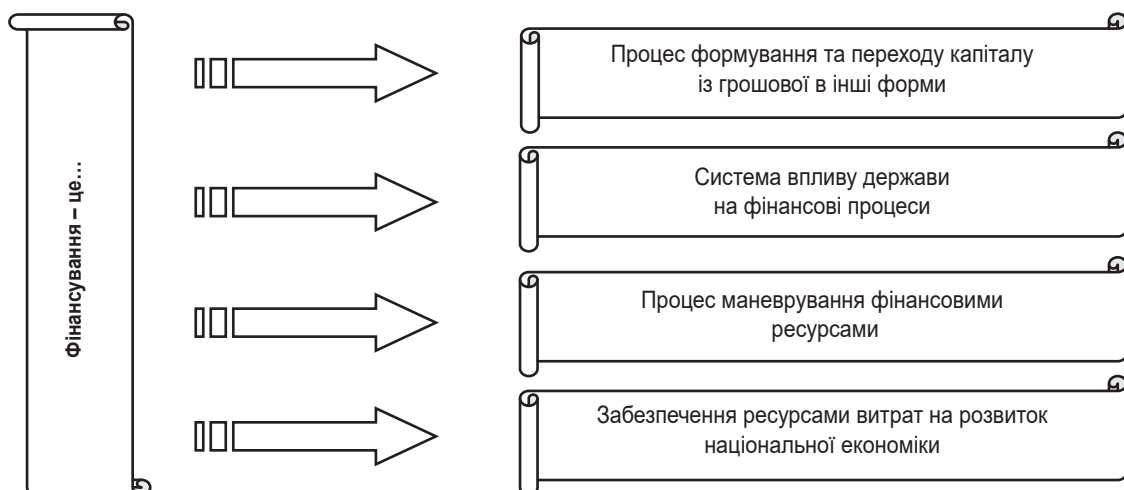 Фінансування – це...
Процес формування та переходу капіталу
із грошової в інші форми
Система впливу держави
на фінансові процеси
Процес маневрування фінансовими
ресурсами
Забезпечення ресурсами витрат на розвиток
національної економіки